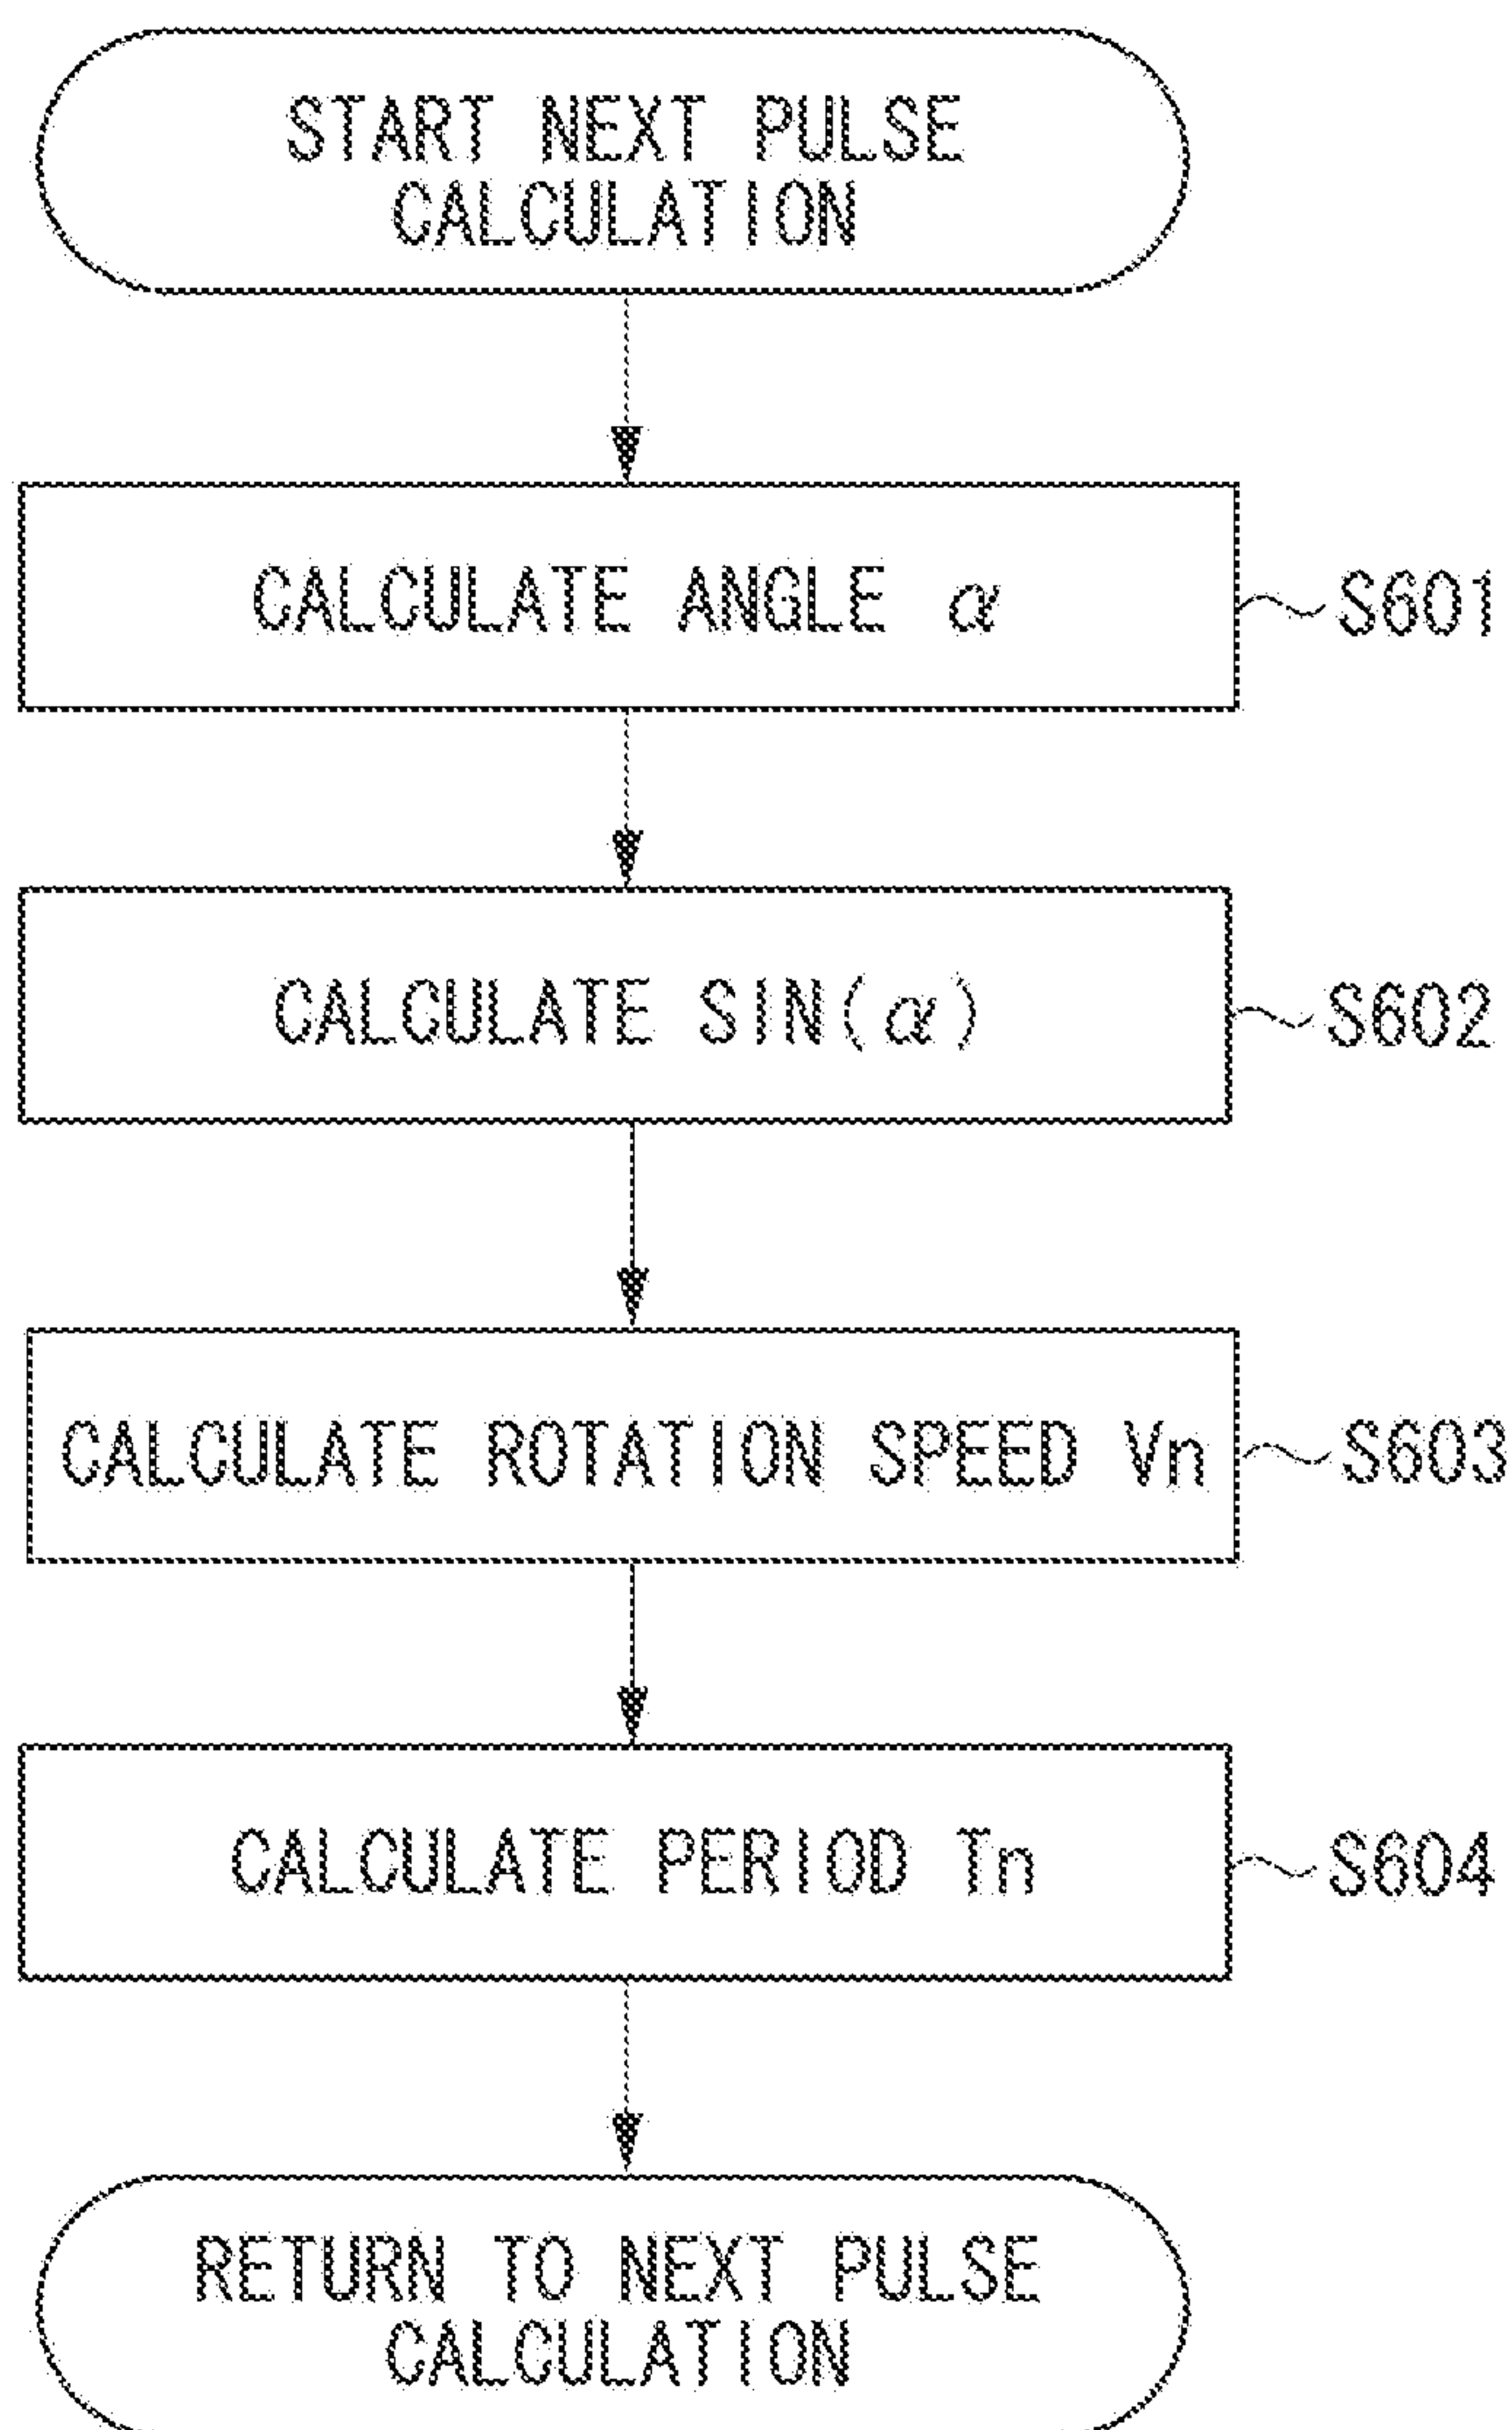 START NEXT PULSE
CALCULATION
CALCULATE ANGLE α
S601
CALCULATE SIN(α)
S602
CALCULATE ROTATION SPEED Vn
S603
CALCULATE PERIOD Tn
S604
RETURN TO NEXT PULSE
CALCULATION